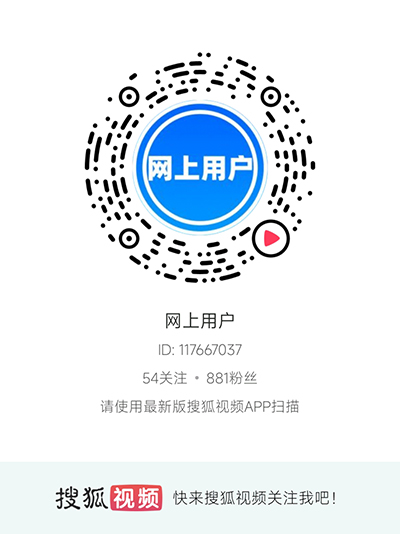 网上用户
网上用户
ID: 117667037
54关注 • 881粉丝
请使用最新版搜狐视频APP扫描
搜狐视频 快来搜狐视频关注我吧！